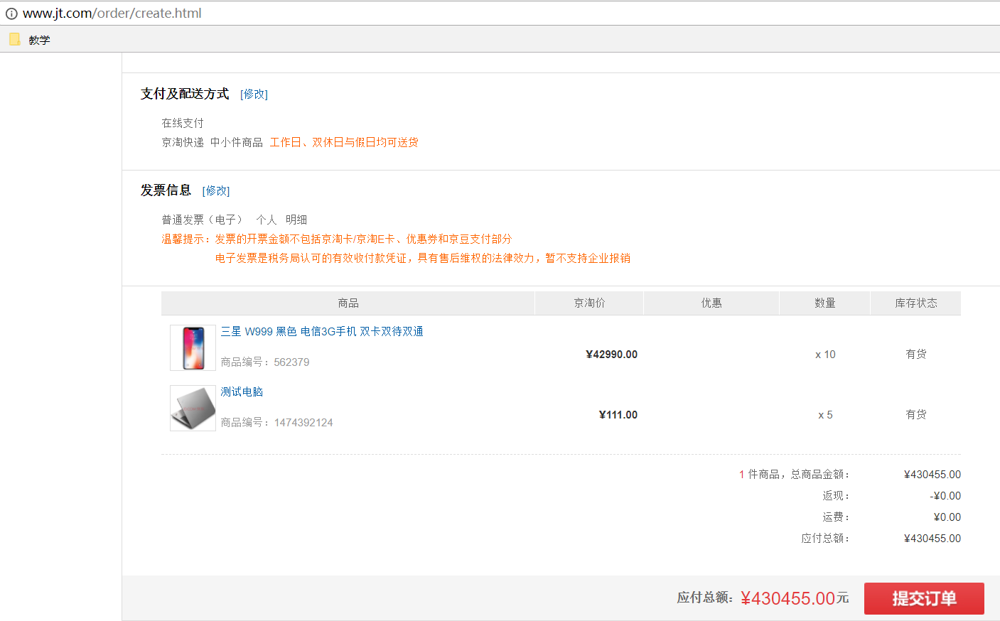 www.jt.com/order/create.html
教学
支付及配送方式 [修改]
在线支付
京淘快递 中小件商品 工作日、双休日与假日均可送货
发票信息 [修改]
普通发票（电子） 个人 明细
温馨提示：发票的开票金额不包括京淘卡/京淘E卡、优惠券和京豆支付部分
电子发票是税务局认可的有效收付款凭证，具有售后维权的法律效力，暂不支持企业报销
商品 京淘价 优惠 数量 库存状态
三星 W999 黑色 电信3G手机 双卡双待双通
商品编号：562379
¥42990.00 x 10 有货
测试电脑
商品编号：1474392124
¥111.00 x 5 有货
1 件商品，总商品金额： ¥430455.00
返现： -¥0.00
运费： ¥0.00
应付总额： ¥430455.00
应付总额：¥430455.00元 提交订单